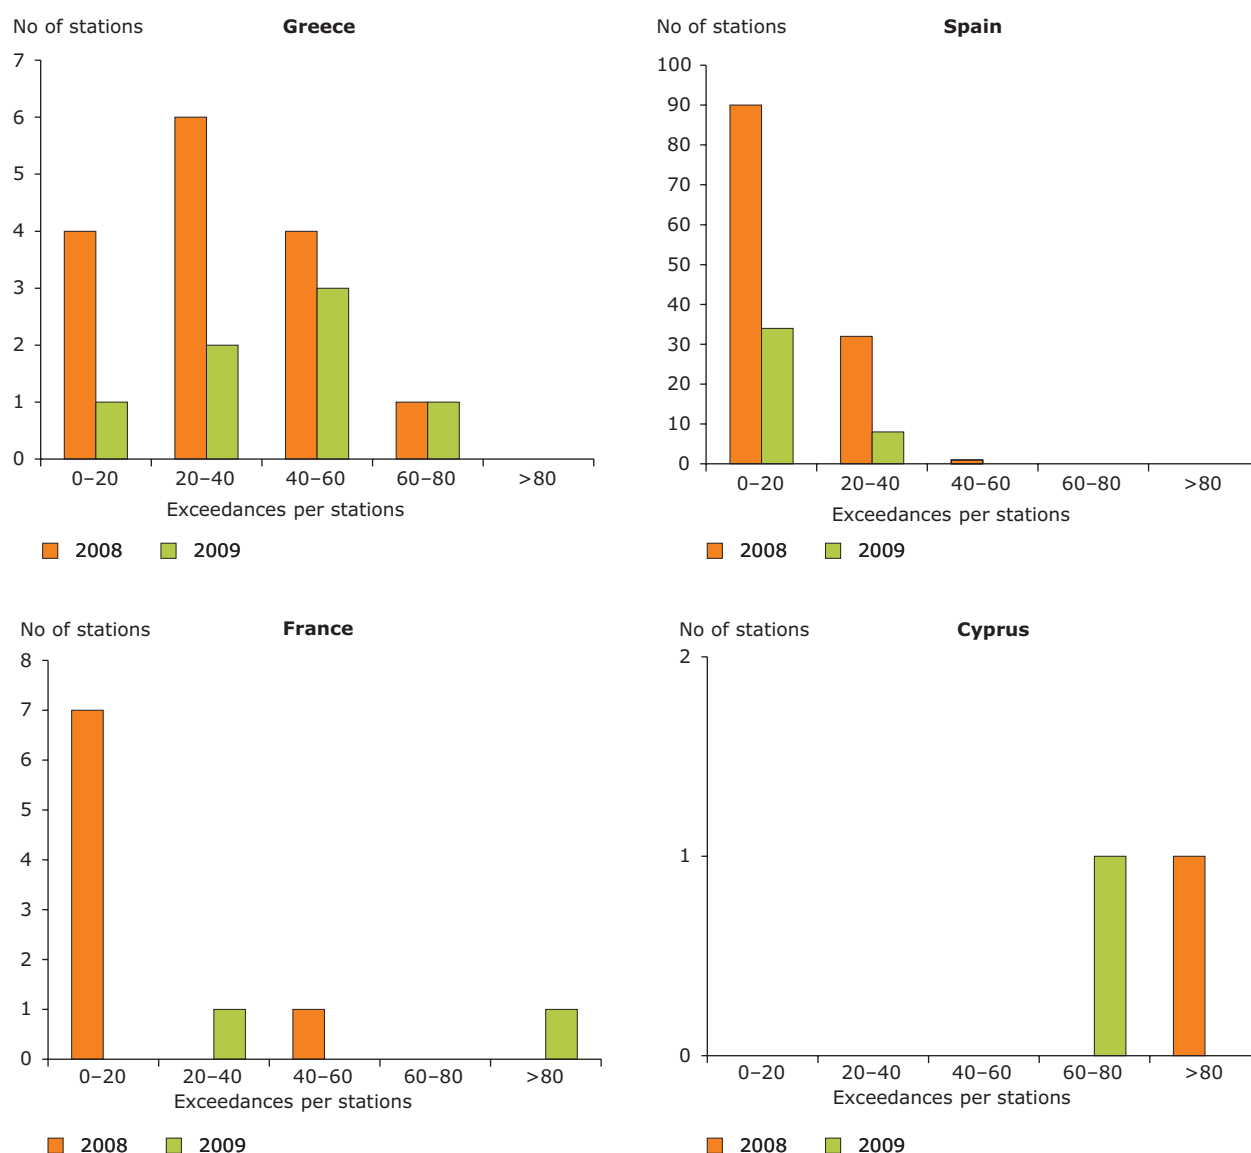 No of stations
Greece
7
6
5
4
3
2
1
0
0–20 20–40 40–60 60–80 >80
Exceedances per stations
2008 2009
No of stations
Spain
100
90
80
70
60
50
40
30
20
10
0
0–20 20–40 40–60 60–80 >80
Exceedances per stations
2008 2009
No of stations
France
8
7
6
5
4
3
2
1
0
0–20 20–40 40–60 60–80 >80
Exceedances per stations
2008 2009
No of stations
Cyprus
2
1
0
0–20 20–40 40–60 60–80 >80
Exceedances per stations
2008 2009